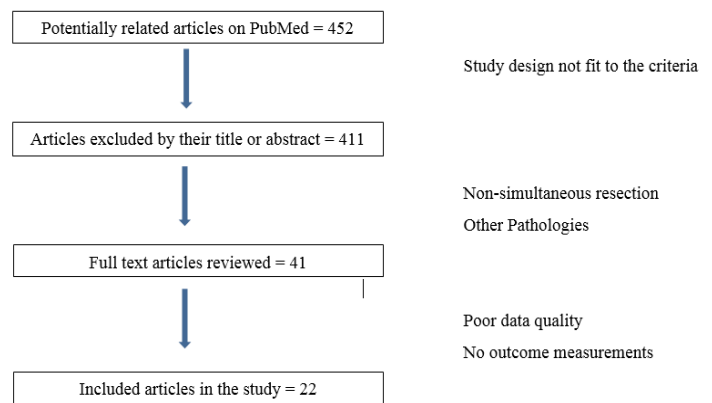 Potentially related articles on PubMed = 452
Study design not fit to the criteria
Articles excluded by their title or abstract = 411
Non-simultaneous resection
Other Pathologies
Full text articles reviewed = 41
Poor data quality
No outcome measurements
Included articles in the study = 22